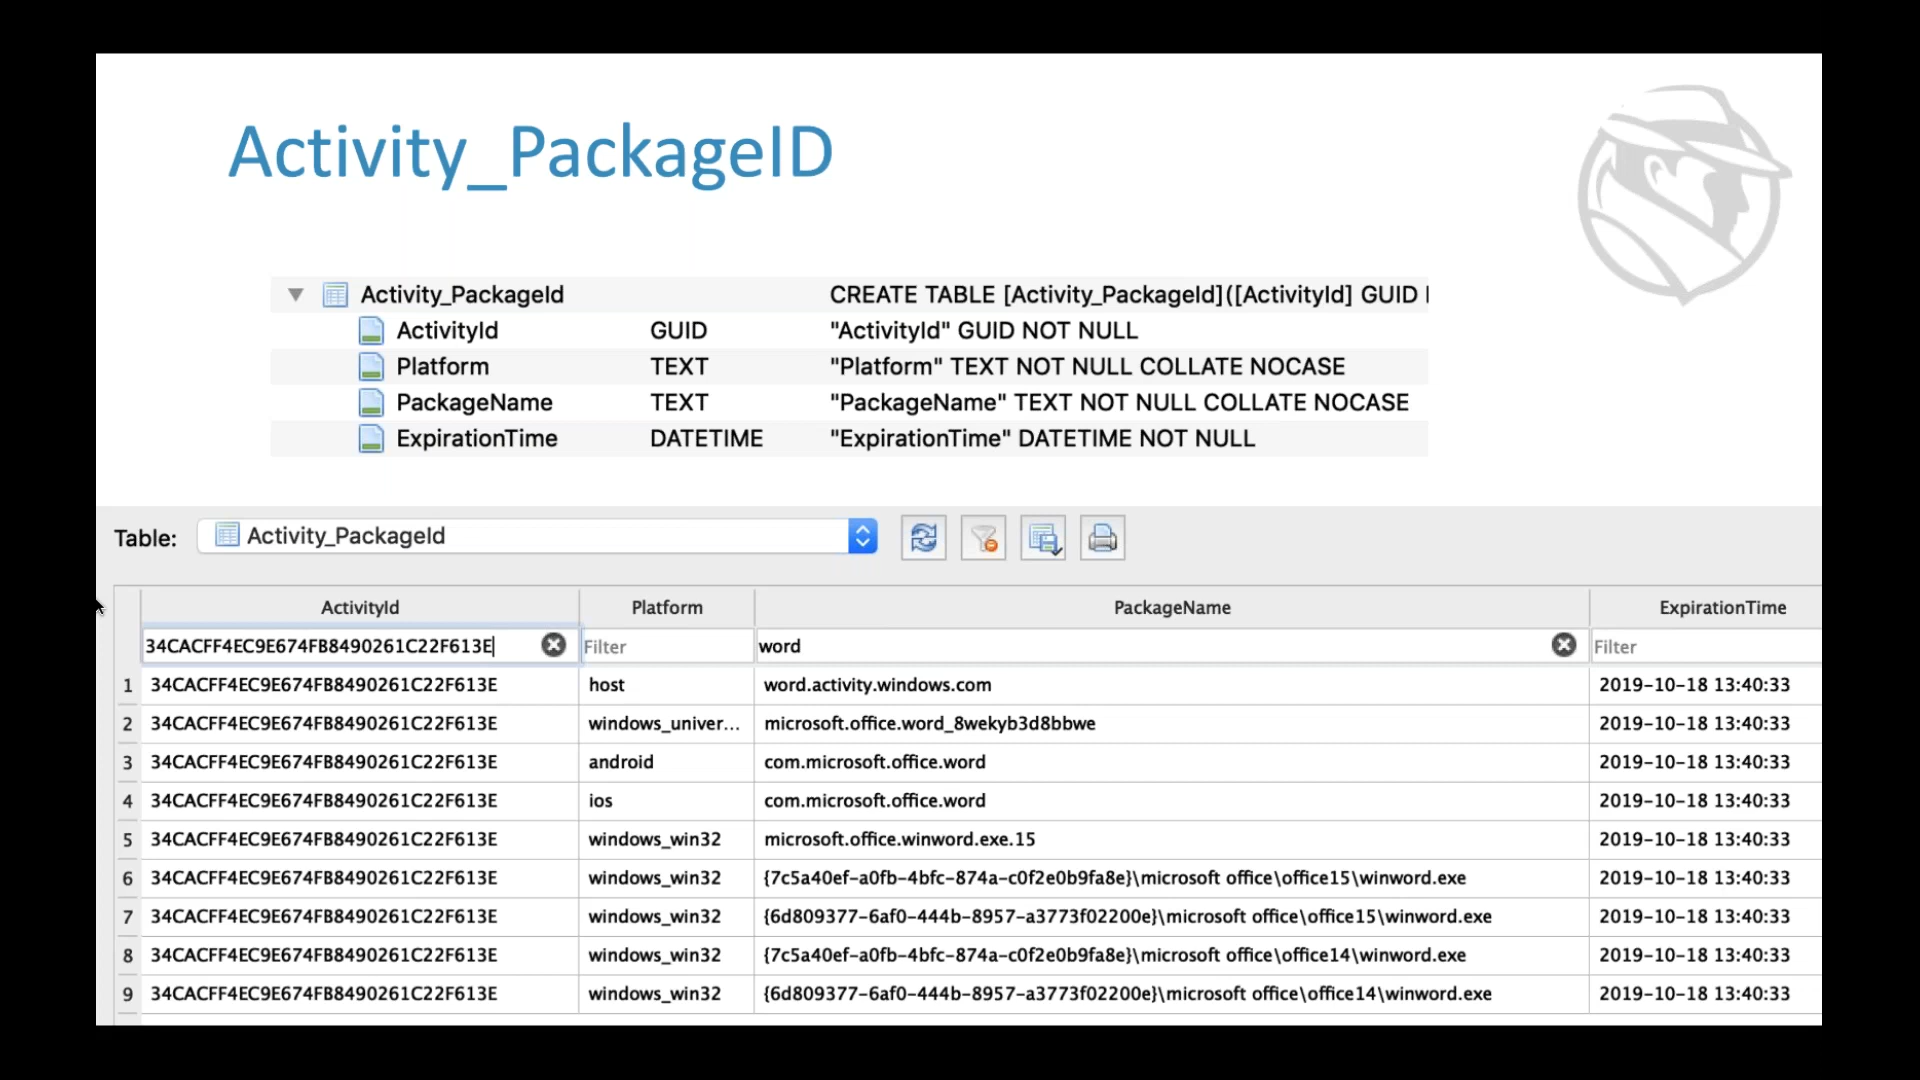 Activity_PackageID
Activity_PackageId CREATE TABLE [Activity_PackageId]([ActivityId] GUID
ActivityId GUID "ActivityId" GUID NOT NULL
Platform TEXT "Platform" TEXT NOT NULL COLLATE NOCASE
PackageName TEXT "PackageName" TEXT NOT NULL COLLATE NOCASE
ExpirationTime DATETIME "ExpirationTime" DATETIME NOT NULL
Table: Activity_PackageId
ActivityId Platform PackageName ExpirationTime
34CACFF4EC9E674FB8490261C22F613E Filter word Filter
1 34CACFF4EC9E674FB8490261C22F613E host word.activity.windows.com 2019-10-18 13:40:33
2 34CACFF4EC9E674FB8490261C22F613E windows_univer... microsoft.office.word_8wekyb3d8bbwe 2019-10-18 13:40:33
3 34CACFF4EC9E674FB8490261C22F613E android com.microsoft.office.word 2019-10-18 13:40:33
4 34CACFF4EC9E674FB8490261C22F613E ios com.microsoft.office.word 2019-10-18 13:40:33
5 34CACFF4EC9E674FB8490261C22F613E windows_win32 microsoft.office.winword.exe.15 2019-10-18 13:40:33
6 34CACFF4EC9E674FB8490261C22F613E windows_win32 {7c5a40ef-a0fb-4bfc-874a-c0f2e0b9fa8e}\microsoft office\office15\winword.exe 2019-10-18 13:40:33
7 34CACFF4EC9E674FB8490261C22F613E windows_win32 {6d809377-6af0-444b-8957-a3773f02200e}\microsoft office\office15\winword.exe 2019-10-18 13:40:33
8 34CACFF4EC9E674FB8490261C22F613E windows_win32 {7c5a40ef-a0fb-4bfc-874a-c0f2e0b9fa8e}\microsoft office\office14\winword.exe 2019-10-18 13:40:33
9 34CACFF4EC9E674FB8490261C22F613E windows_win32 {6d809377-6af0-444b-8957-a3773f02200e}\microsoft office\office14\winword.exe 2019-10-18 13:40:33